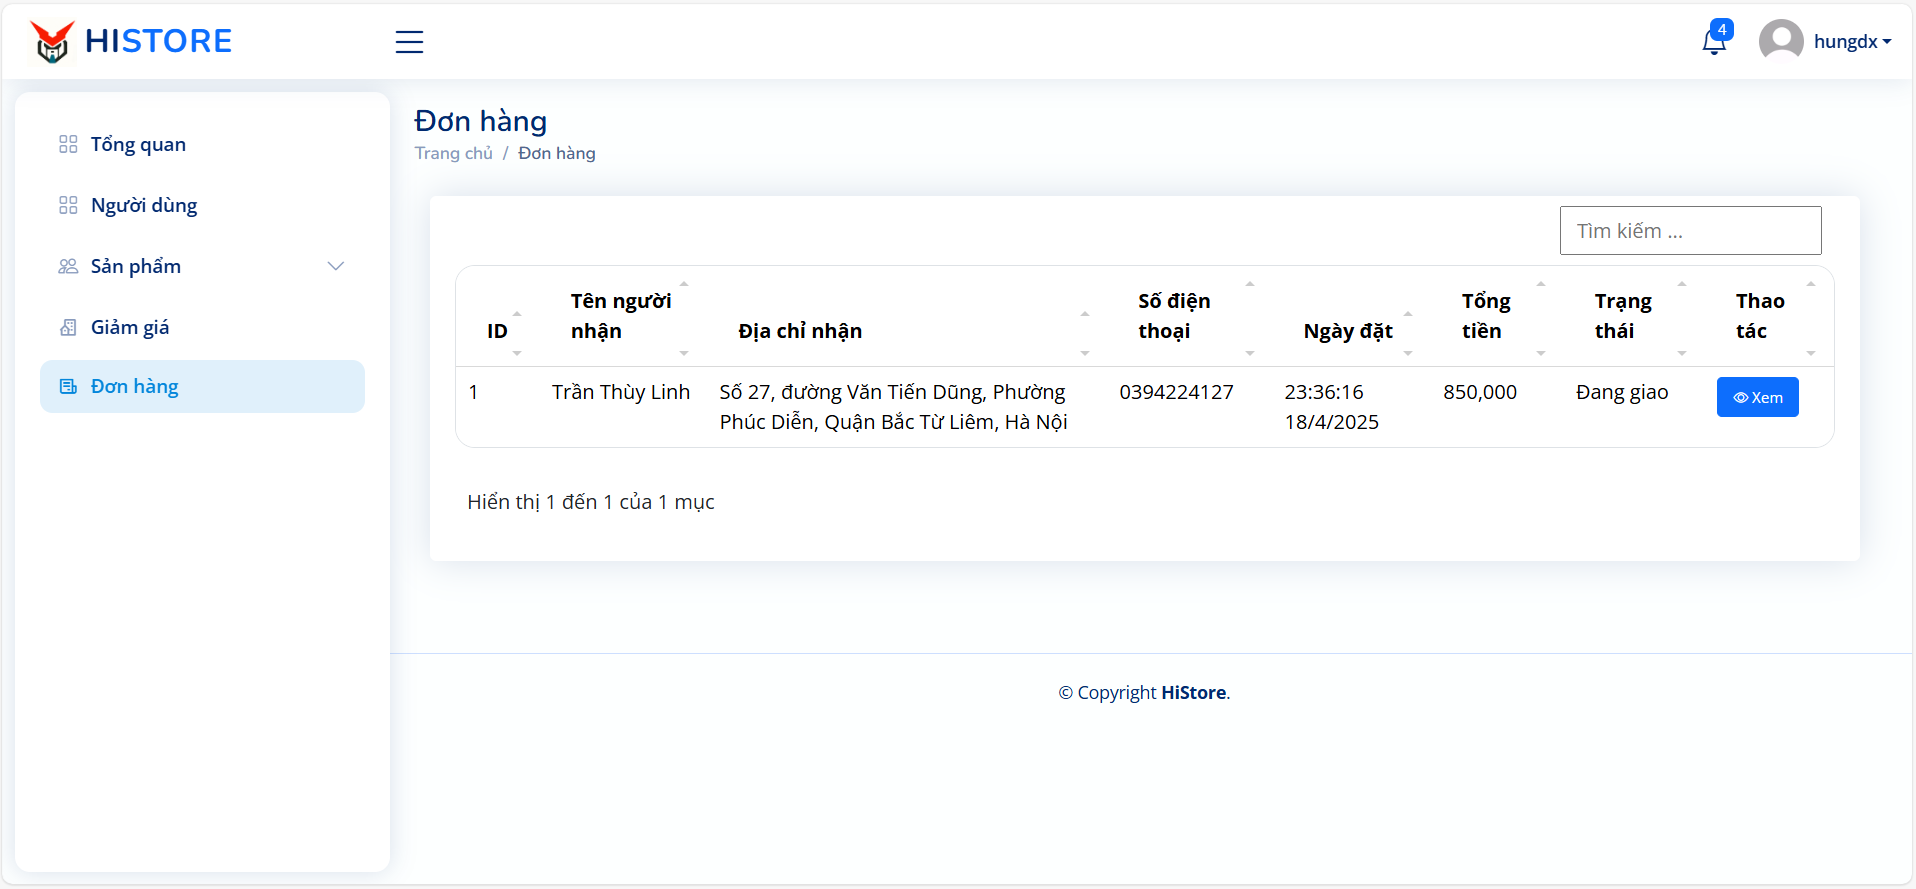 HISTORE
4
hungdx
Tổng quan
Người dùng
Sản phẩm
Giảm giá
Đơn hàng
Đơn hàng
Trang chủ / Đơn hàng
Tìm kiếm ...
ID
Tên người nhận
Địa chỉ nhận
Số điện thoại
Ngày đặt
Tổng tiền
Trạng thái
Thao tác
1
Trần Thùy Linh
Số 27, đường Văn Tiến Dũng, Phường
Phúc Diễn, Quận Bắc Từ Liêm, Hà Nội
0394224127
23:36:16
18/4/2025
850,000
Đang giao
Xem
Hiển thị 1 đến 1 của 1 mục
© Copyright HiStore.